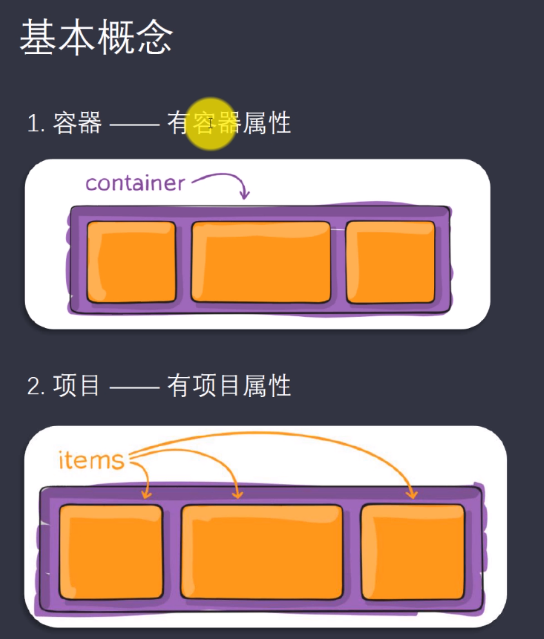 基本概念
1. 容器 —— 有容器属性
container
2. 项目 —— 有项目属性
items